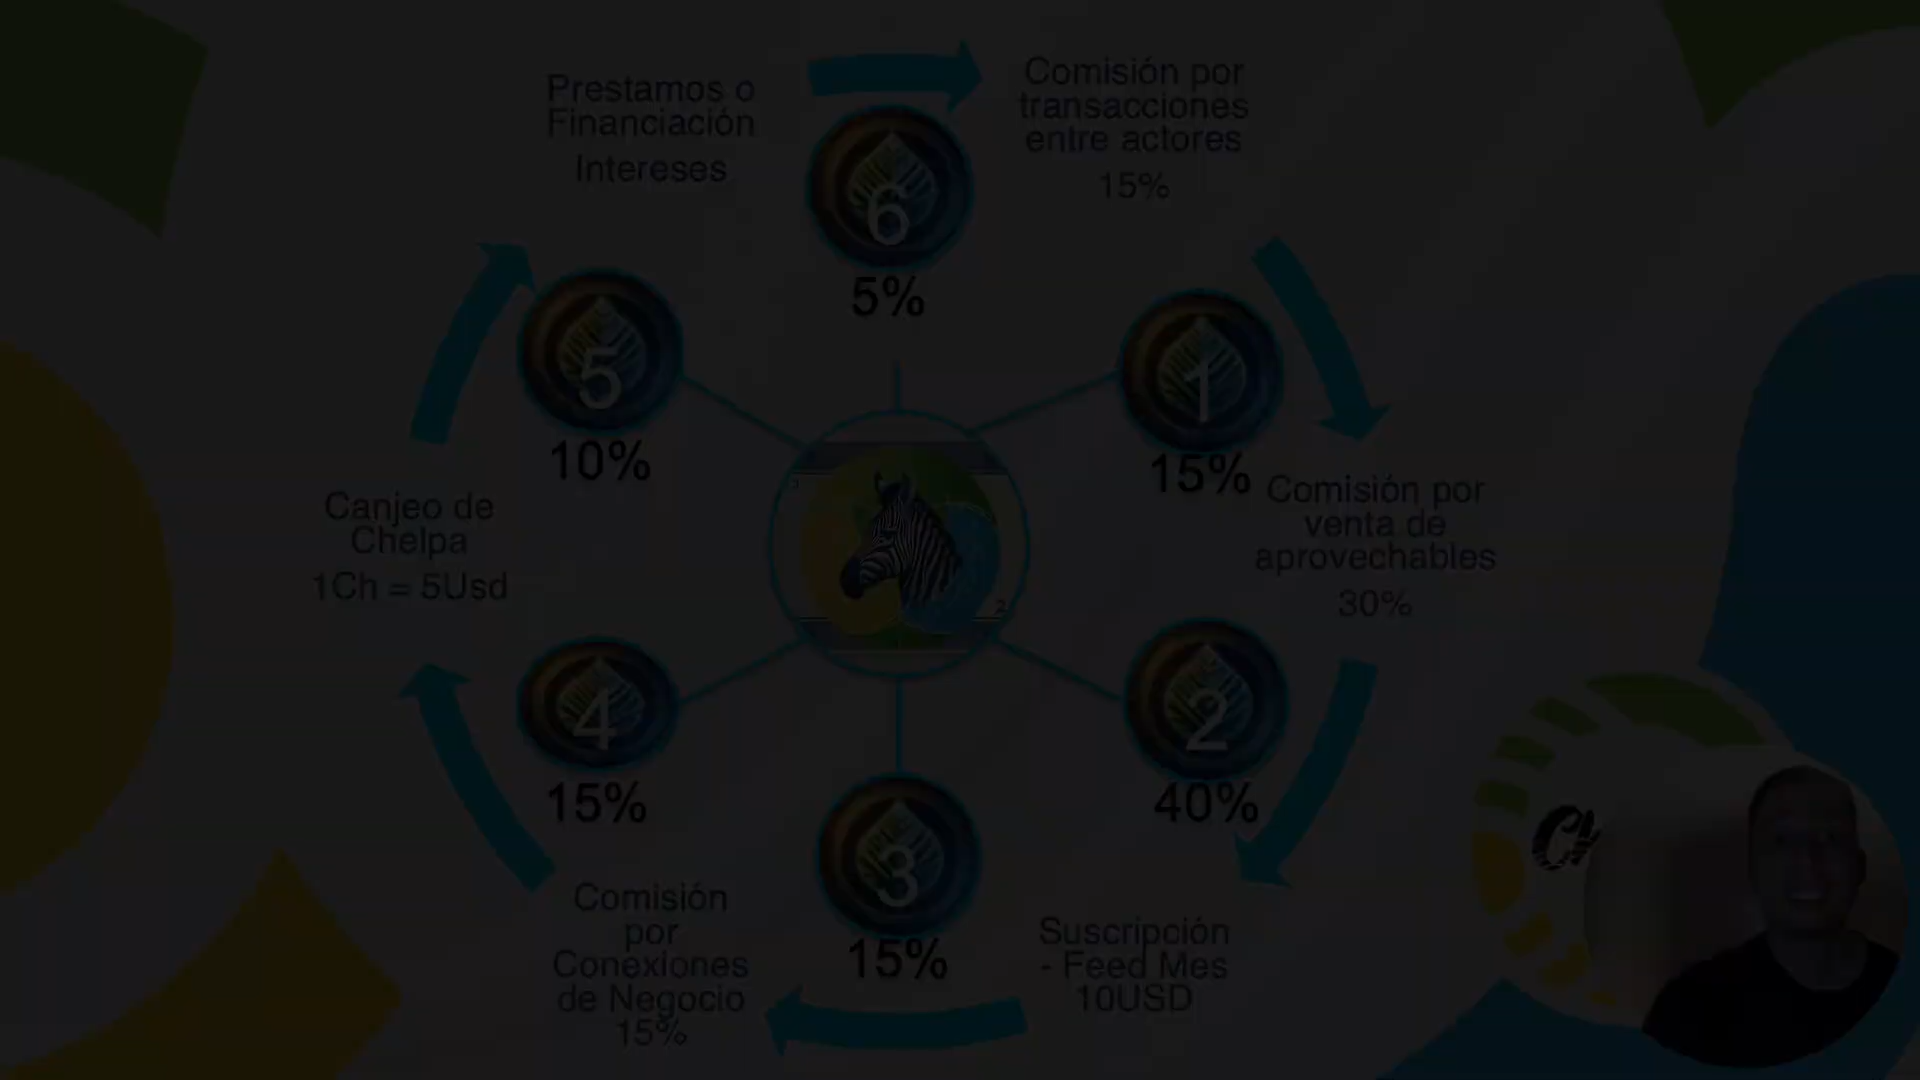 Prestamos o
Financiación
Intereses
Comisión por
transacciones
entre actores
15%
6
5%
5
10%
1
15%
Comisión por
venta de
aprovechables
30%
Canjeo de
Chelpa
1Ch = 5Usd
2
4
15%
2
40%
3
15%
Comisión
por
Conexiones
de Negocio
15%
Suscripción
- Feed Mes
10USD